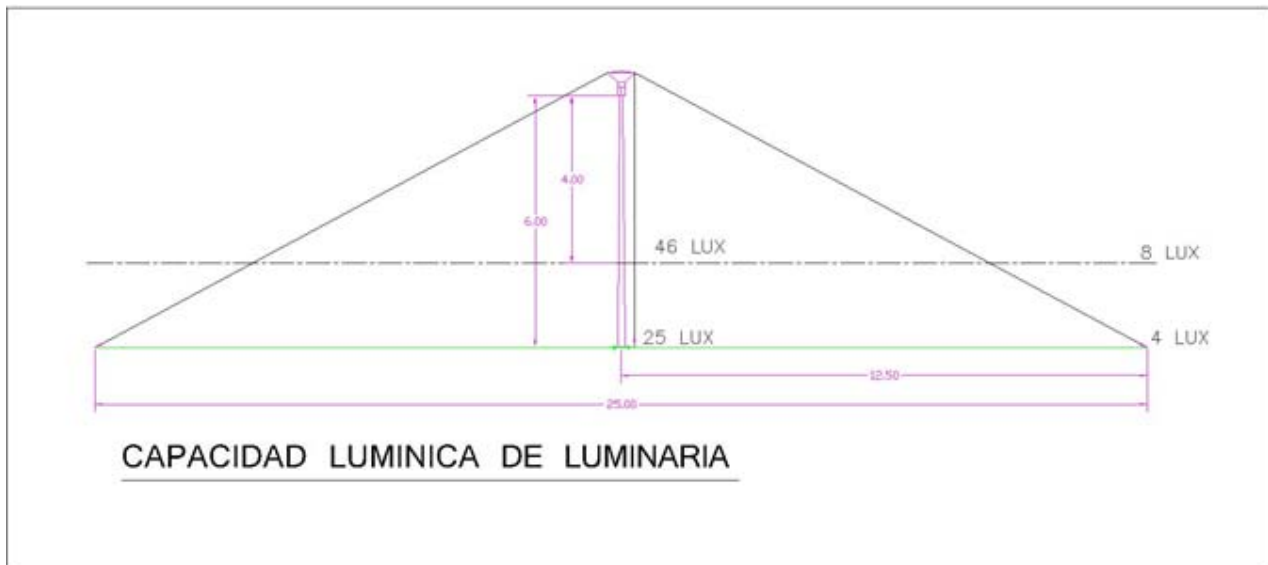 4.00
6.00
46 LUX
8 LUX
25 LUX
4 LUX
12.50
25.00
CAPACIDAD LUMINICA DE LUMINARIA